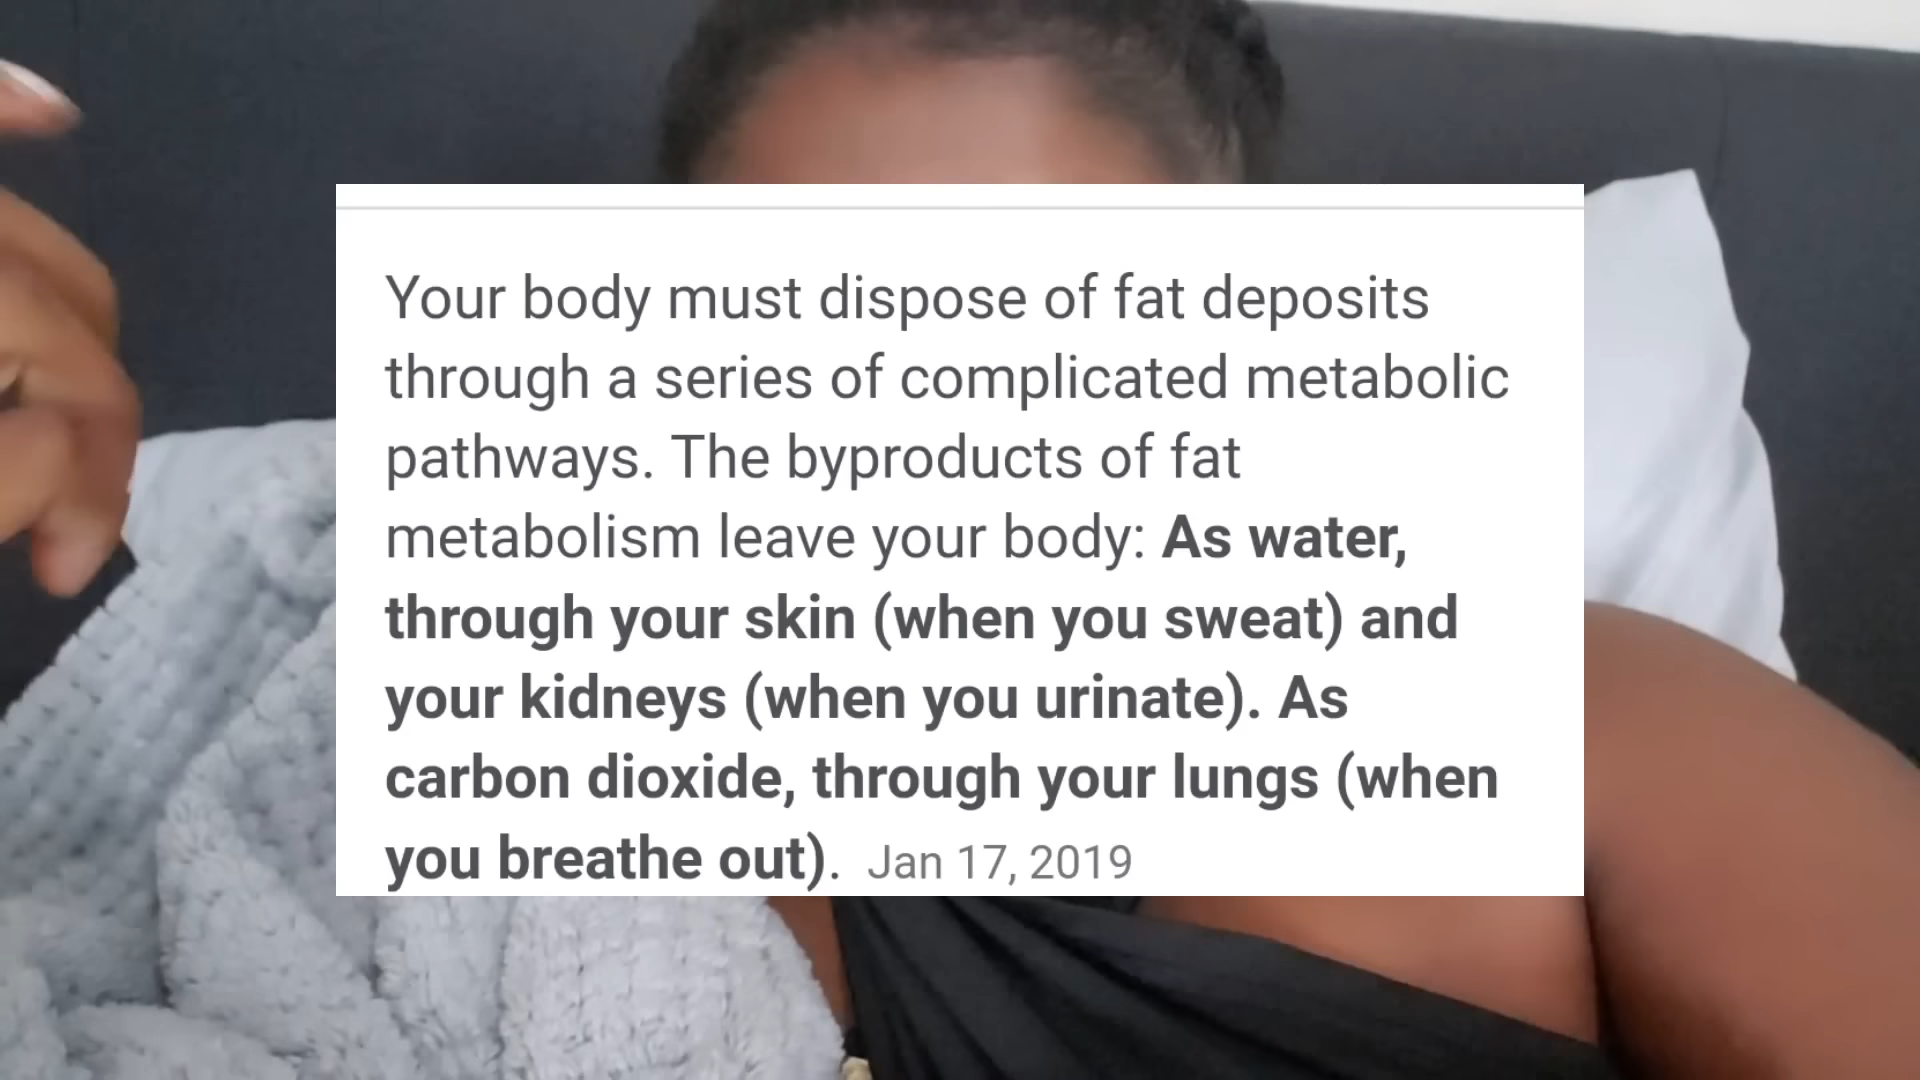 Your body must dispose of fat deposits
through a series of complicated metabolic
pathways. The byproducts of fat
metabolism leave your body: As water,
through your skin (when you sweat) and
your kidneys (when you urinate). As
carbon dioxide, through your lungs (when
you breathe out). Jan 17, 2019